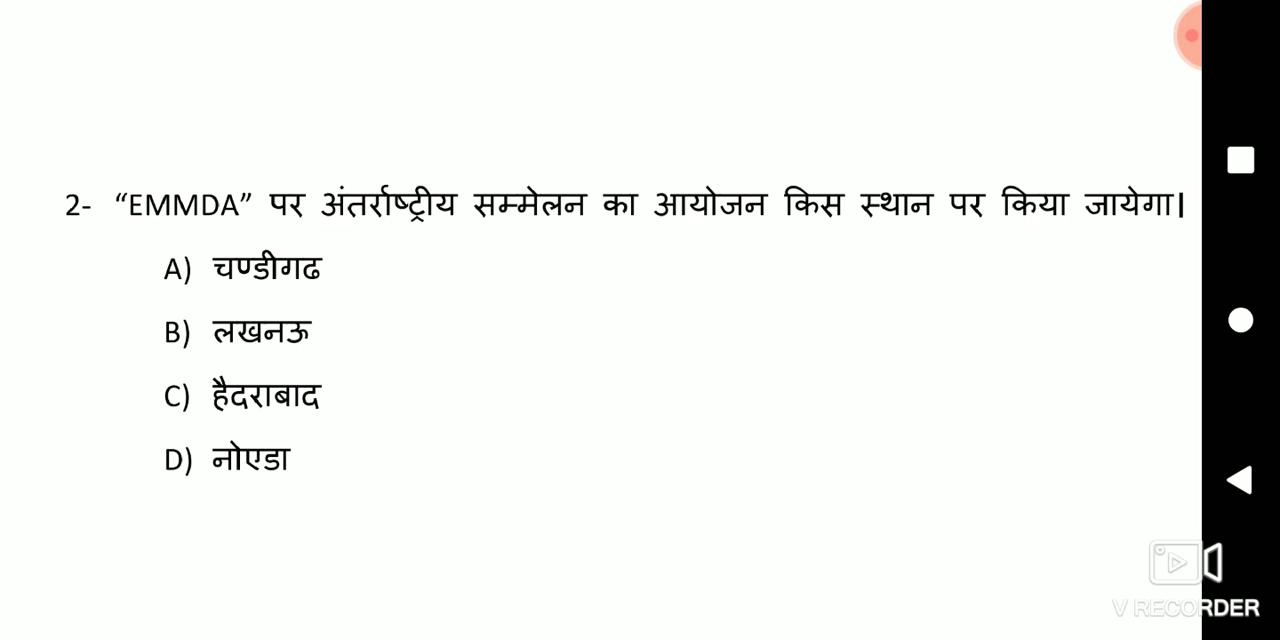 2- “EMMDA” पर अंतर्राष्ट्रीय सम्मेलन का आयोजन किस स्थान पर किया जायेगा।
A) चण्डीगढ
B) लखनऊ
C) हैदराबाद
D) नोएडा
V RECORDER